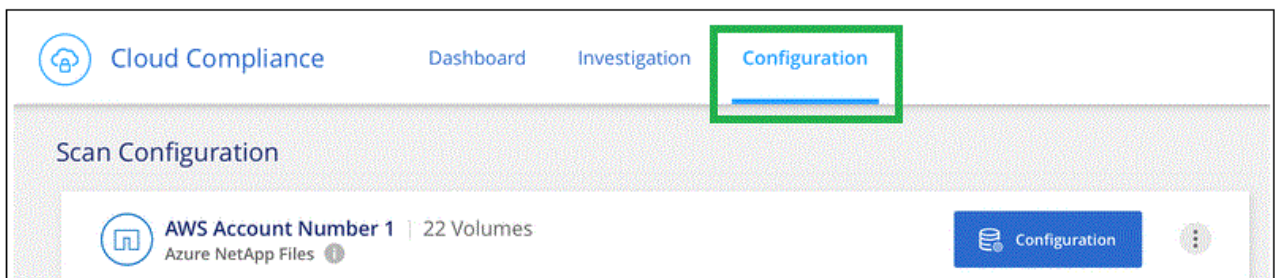 Cloud Compliance Dashboard Investigation Configuration
Scan Configuration
AWS Account Number 1 | 22 Volumes
Azure NetApp Files
Configuration